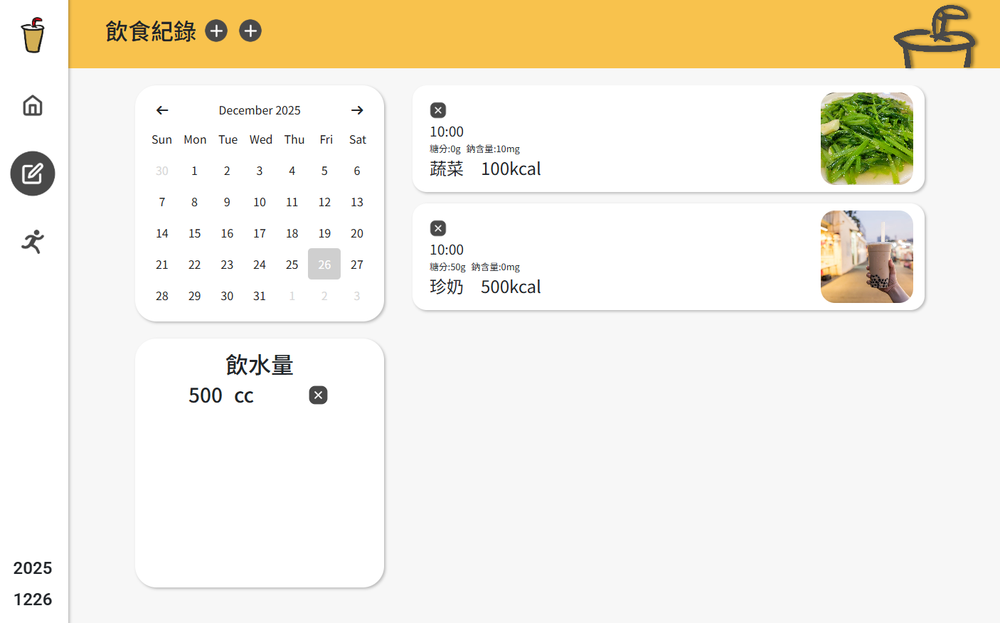 飲食紀錄
December 2025
Sun Mon Tue Wed Thu Fri Sat
30 1 2 3 4 5 6
7 8 9 10 11 12 13
14 15 16 17 18 19 20
21 22 23 24 25 26 27
28 29 30 31 1 2 3
飲水量
500 cc
10:00
糖分:0g 鈉含量:10mg
蔬菜 100kcal
10:00
糖分:50g 鈉含量:0mg
珍奶 500kcal
2025
1226